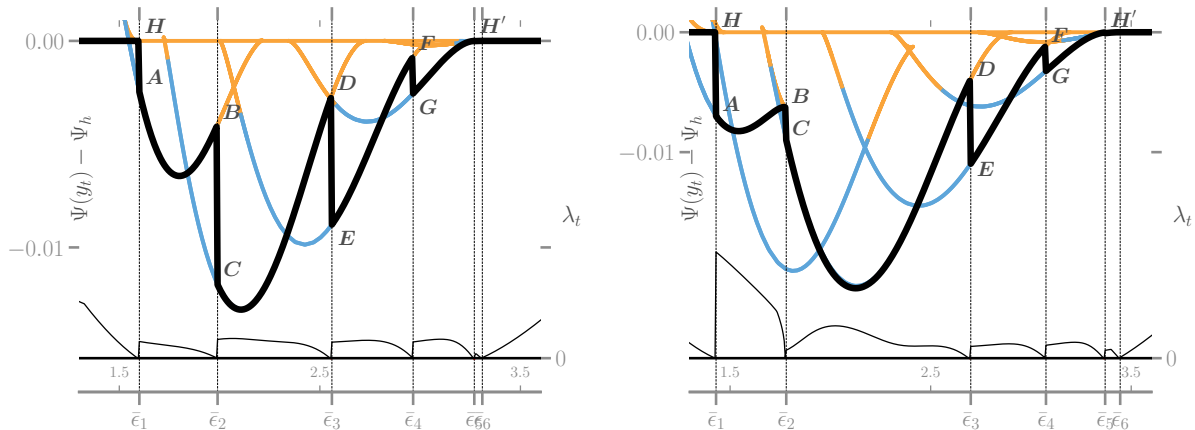 H H′
0.00
F
A D
B G
Ψ(y_t) − Ψ_h
λ_t
E
−0.01
C
0
1.5 2.5 3.5
ϵ̄₁ ϵ̄₂ ϵ̄₃ ϵ̄₄ ϵ̄₅ ϵ̄₆
H H′
0.00
F
D
G
A B
C
−0.01
Ψ(y_t) − Ψ_h
E
λ_t
0
1.5 2.5 3.5
ϵ̄₁ ϵ̄₂ ϵ̄₃ ϵ̄₄ ϵ̄₅ ϵ̄₆